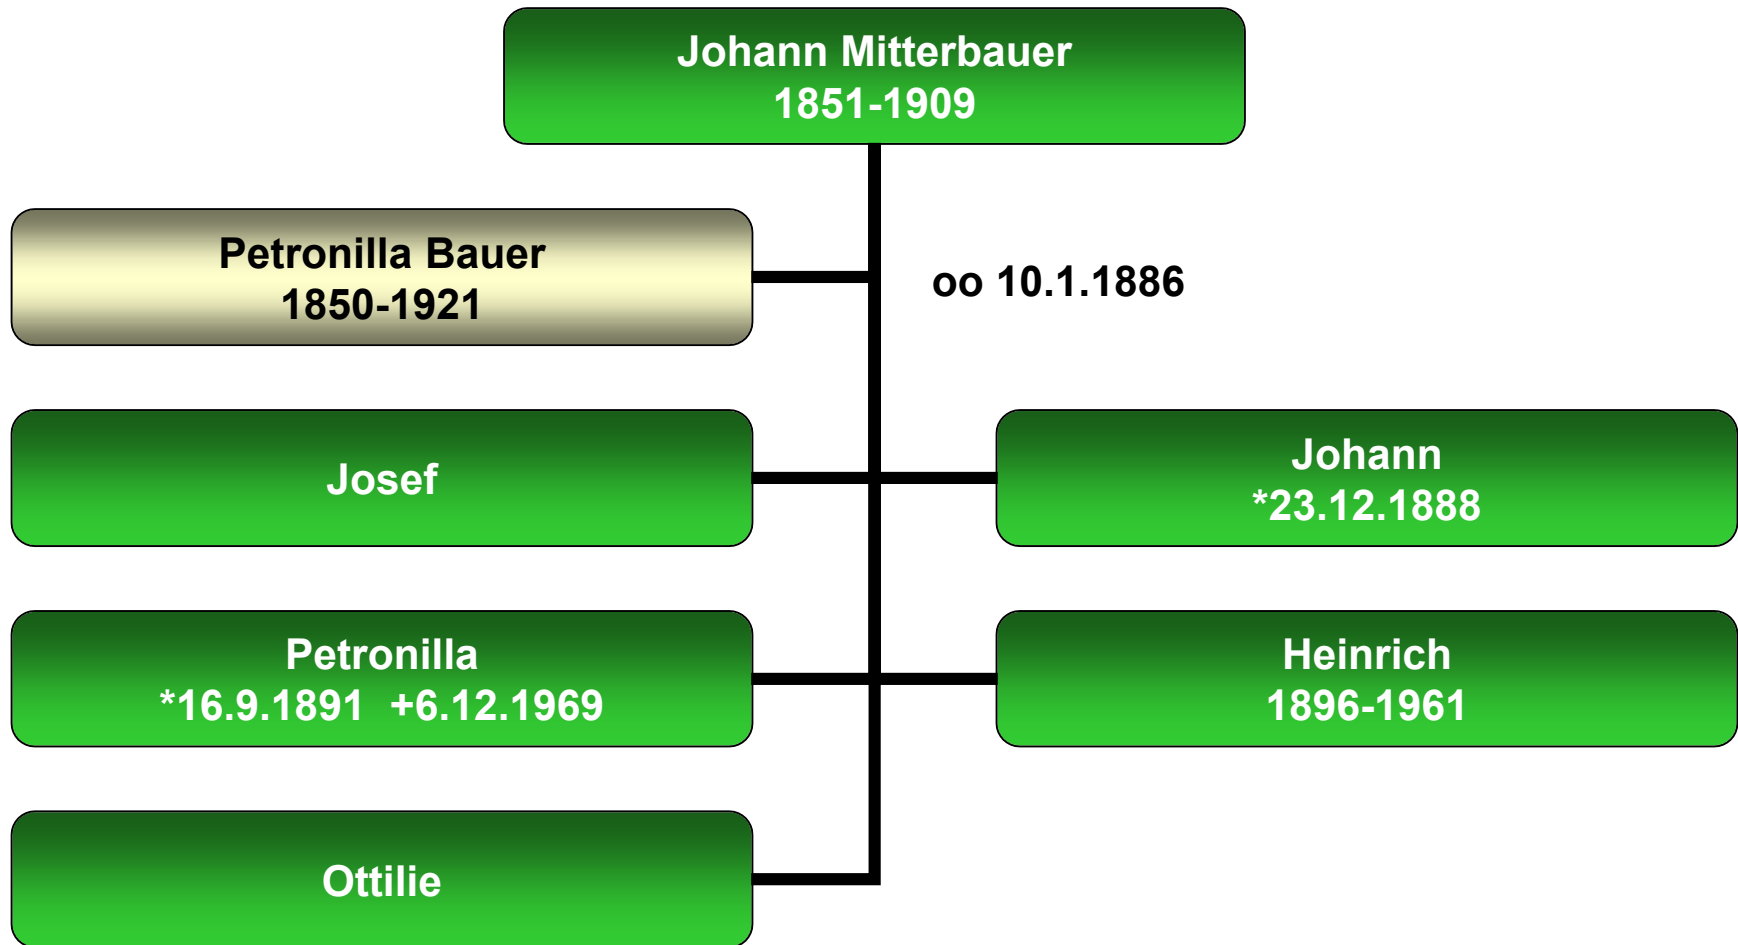 Johann Mitterbauer
1851-1909
Petronilla Bauer
1850-1921
oo 10.1.1886
Josef
Johann
*23.12.1888
Petronilla
*16.9.1891  +6.12.1969
Heinrich
1896-1961
Ottilie